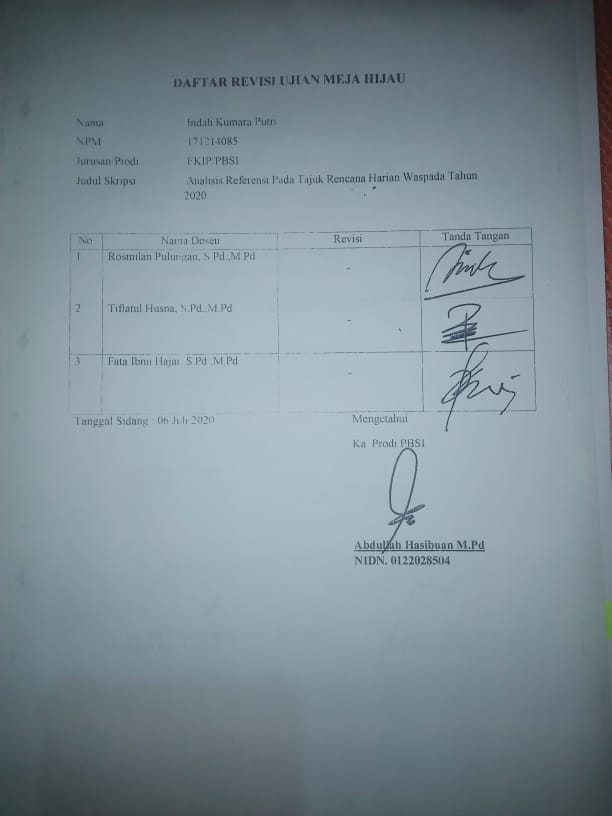 DAFTAR REVISI UJIAN MEJA HIJAU
Nama Indah Kumara Putri
NPM 171214085
Jurusan/Prodi FKIP/PBSI
Judul Skripsi Analisis Referensi Pada Tajuk Rencana Harian Waspada Tahun
2020
No Nama Dosen Revisi Tanda Tangan
1 Rosmilan Pulungan, S.Pd.,M.Pd -
2 Tiflatul Husna, S.Pd.,M.Pd -
3 Fata Ibnu Hajar, S.Pd.,M.Pd -
Tanggal Sidang : 06 Juli 2020 Mengetahui
Ka. Prodi PBSI
Abdullah Hasibuan M.Pd
NIDN. 0122028504